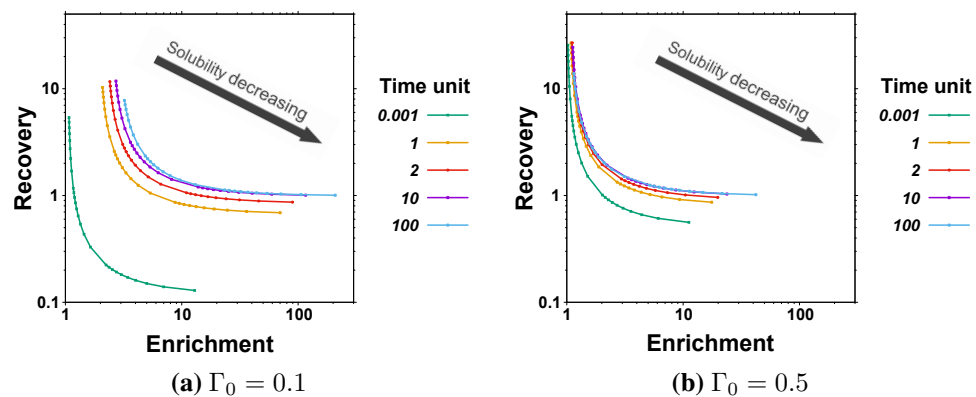 Recovery
10
1
0.1
Solubility decreasing
1
10
100
Enrichment
Time unit
0.001
1
2
10
100
(a) Γ₀ = 0.1
Recovery
10
1
0.1
Solubility decreasing
1
10
100
Enrichment
Time unit
0.001
1
2
10
100
(b) Γ₀ = 0.5